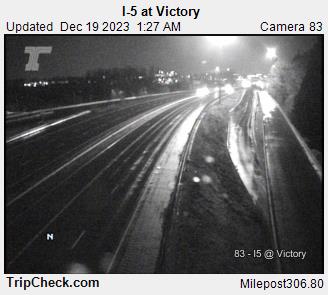 I-5 at Victory
Updated Dec 19 2023 1:27 AM Camera 83
T
N
83 - I5 @ Victory
TripCheck.com Milepost306.80